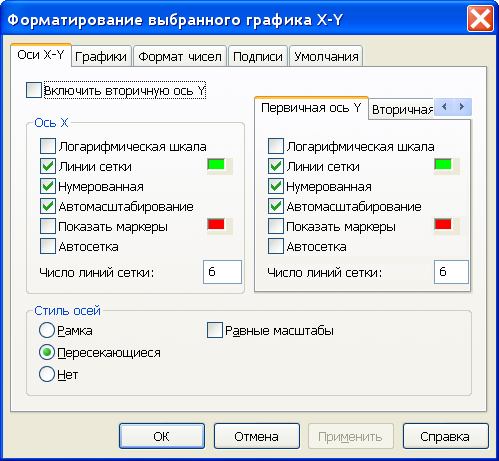 Форматирование выбранного графика X-Y
Оси X-Y Графики Формат чисел Подписи Умолчания
Включить вторичную ось Y
Первичная ось Y Вторичная
Ось X
Логарифмическая шкала
Линии сетки
Нумерованная
Автомасштабирование
Показать маркеры
Автосетка
Число линий сетки: 6
Логарифмическая шкала
Линии сетки
Нумерованная
Автомасштабирование
Показать маркеры
Автосетка
Число линий сетки: 6
Стиль осей
Рамка Равные масштабы
Пересекающиеся
Нет
OK Отмена Применить Справка